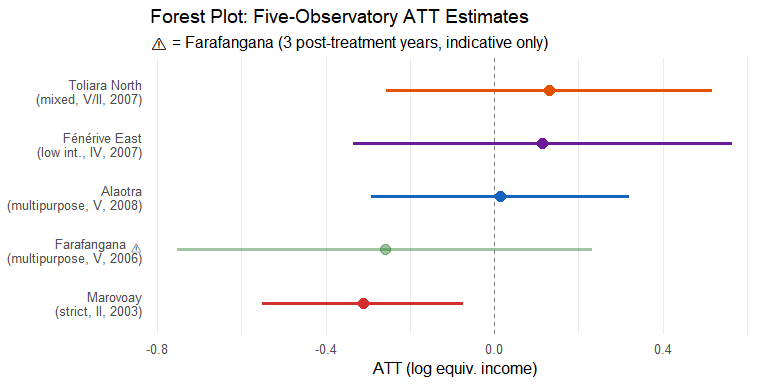 Forest Plot: Five-Observatory ATT Estimates
⚠ = Farafangana (3 post-treatment years, indicative only)
Toliara North
(mixed, V/II, 2007)
Fénérive East
(low int., IV, 2007)
Alaotra
(multipurpose, V, 2008)
Farafangana ⚠
(multipurpose, V, 2006)
Marovoay
(strict, II, 2003)
-0.8 -0.4 0.0 0.4
ATT (log equiv. income)